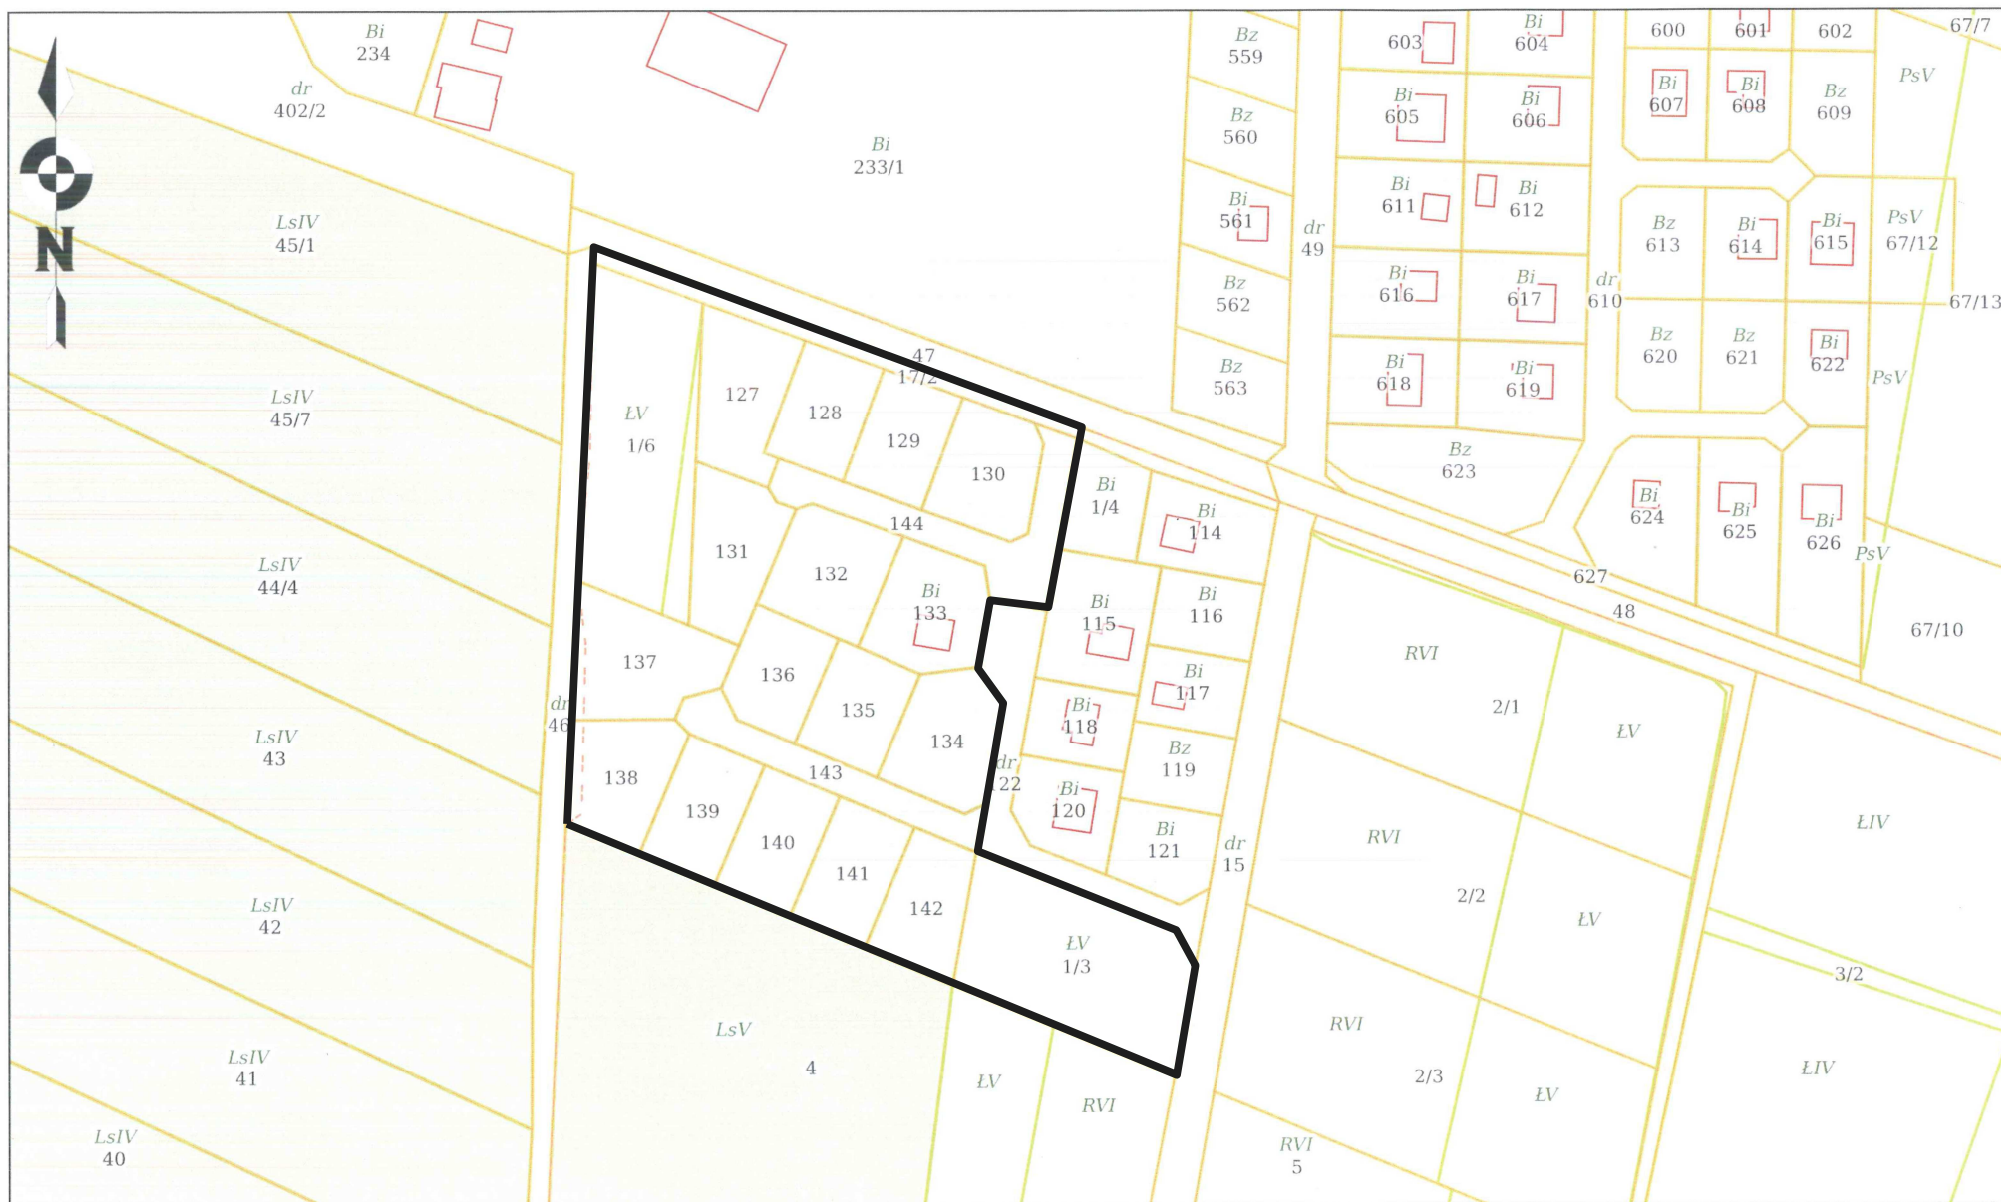 Bi
234
dr
402/2
Bi
233/1
N
LsIV
45/1
LsIV
45/7
LsIV
44/4
LsIV
43
LsIV
42
LsIV
41
LsIV
40
dr
46
LsV
4
ŁV
1/6
127
128
129
130
47
17/2
144
131
132
Bi
133
137
136
135
134
138
139
140
143
141
142
ŁV
1/3
ŁV
RVI
Bi
1/4
Bi
114
Bi
115
Bi
116
Bi
117
Bi
118
Bz
119
Bi
120
Bi
121
dr
122
dr
15
Bz
559
Bz
560
Bi
561
Bz
562
Bz
563
dr
49
603
Bi
604
Bi
605
Bi
606
Bi
611
Bi
612
Bi
616
Bi
617
Bi
618
Bi
619
Bz
623
dr
610
600
601
602
Bi
607
Bi
608
Bz
609
Bz
613
Bi
614
Bi
615
Bz
620
Bz
621
Bi
622
Bi
624
Bi
625
Bi
626
627
48
67/7
PsV
PsV
67/12
67/13
PsV
PsV
67/10
RVI
2/1
ŁV
RVI
2/2
ŁV
RVI
2/3
ŁV
RVI
5
ŁIV
3/2
ŁIV